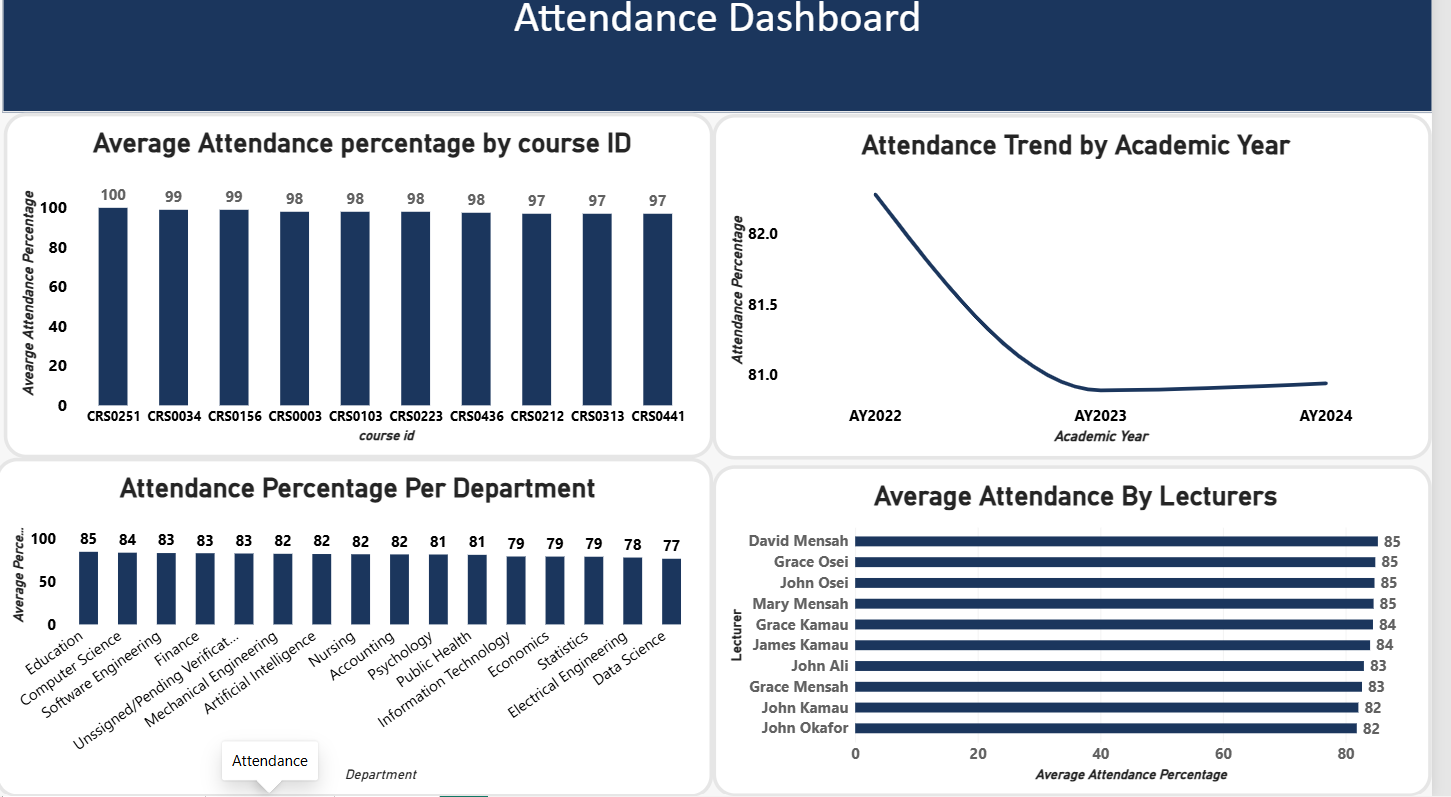 Attendance Dashboard
Average Attendance percentage by course ID
Avearge Attendance Percentage
100
80
60
40
20
0
100 99 99 98 98 98 98 97 97 97
CRS0251 CRS0034 CRS0156 CRS0003 CRS0103 CRS0223 CRS0436 CRS0212 CRS0313 CRS0441
course id
Attendance Trend by Academic Year
Attendance Percentage
82.0
81.5
81.0
AY2022 AY2023 AY2024
Academic Year
Attendance Percentage Per Department
Average Perce...
100
50
0
85 84 83 83 83 82 82 82 82 81 81 79 79 79 78 77
Education
Computer Science
Software Engineering
Finance
Unssigned/Pending Verificat...
Mechanical Engineering
Artificial Intelligence
Nursing
Accounting
Psychology
Public Health
Information Technology
Economics
Statistics
Electrical Engineering
Data Science
Department
Attendance
Average Attendance By Lecturers
Lecturer
David Mensah 85
Grace Osei 85
John Osei 85
Mary Mensah 85
Grace Kamau 84
James Kamau 84
John Ali 83
Grace Mensah 83
John Kamau 82
John Okafor 82
0 20 40 60 80
Average Attendance Percentage